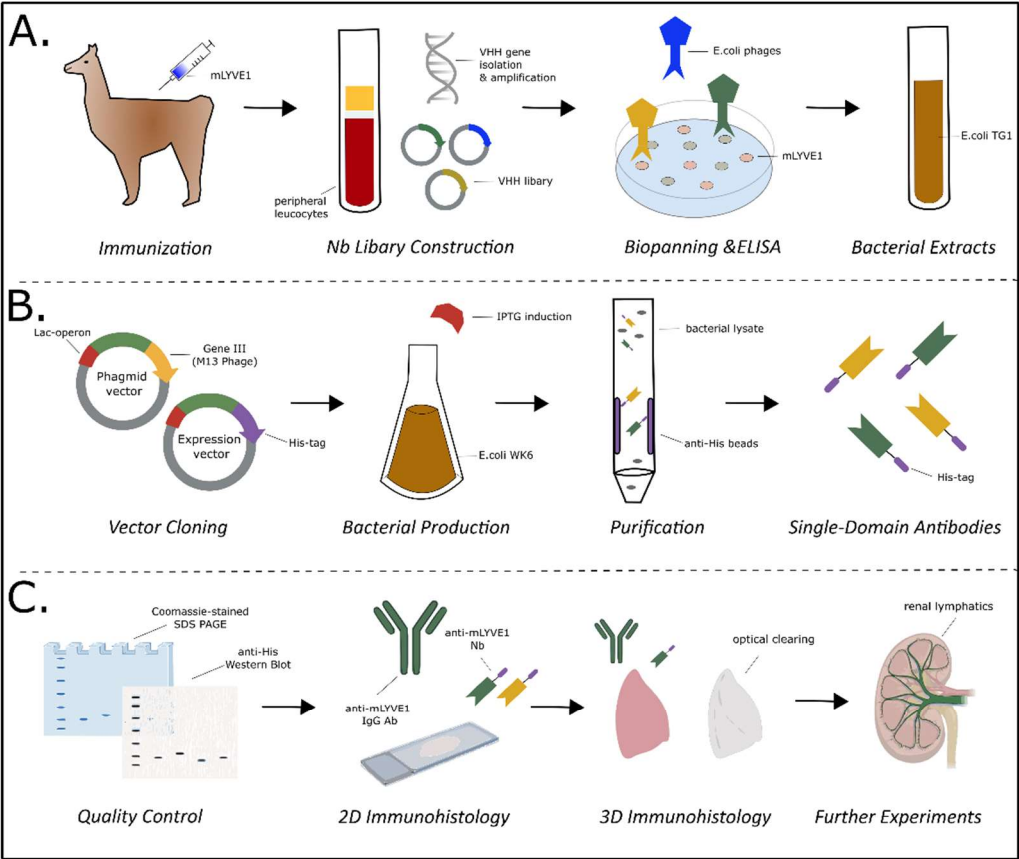 A.
mLYVE1
VHH gene
isolation
& amplification
E.coli phages
E.coli TG1
mLYVE1
VHH libary
peripheral
leucocytes
Immunization
Nb Libary Construction
Biopanning &ELISA
Bacterial Extracts
B.
Lac-operon
Gene III
(M13 Phage)
Phagmid
vector
Expression
vector
His-tag
IPTG induction
E.coli WK6
bacterial lysate
anti-His beads
His-tag
Vector Cloning
Bacterial Production
Purification
Single-Domain Antibodies
C.
Coomassie-stained
SDS PAGE
anti-His
Western Blot
anti-mLYVE1
Nb
anti-mLYVE1
IgG Ab
optical clearing
renal lymphatics
Quality Control
2D Immunohistology
3D Immunohistology
Further Experiments